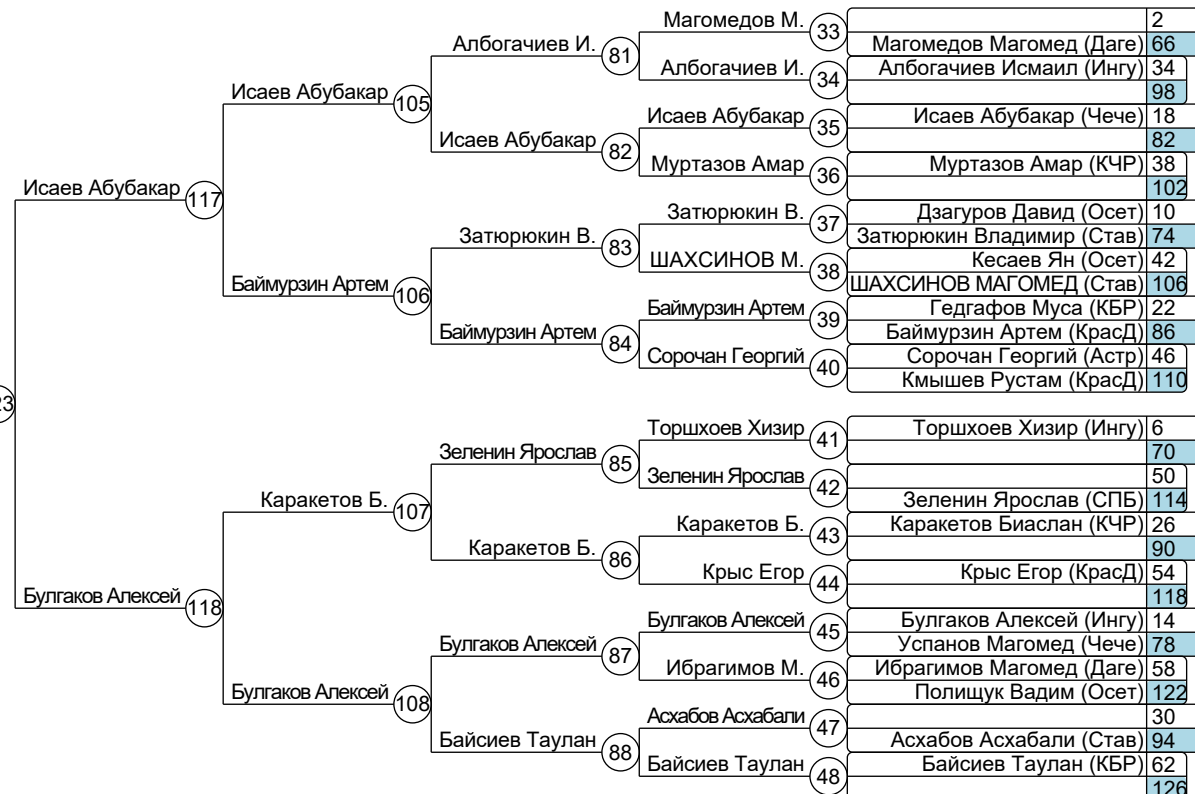 Магомедов М. 33 2
Албогачиев И. 81 Магомедов Магомед (Даге) 66
Албогачиев И. 34 Албогачиев Исмаил (Ингу) 34
Исаев Абубакар 105 98
Исаев Абубакар 35 Исаев Абубакар (Чече) 18
Исаев Абубакар 82 82
Муртазов Амар 36 Муртазов Амар (КЧР) 38
Исаев Абубакар 117 102
Затюрюкин В. 37 Дзагуров Давид (Осет) 10
Затюрюкин В. 83 Затюрюкин Владимир (Став) 74
ШАХСИНОВ М. 38 Кесаев Ян (Осет) 42
Баймурзин Артем 106 ШАХСИНОВ МАГОМЕД (Став) 106
Баймурзин Артем 39 Гедгафов Муса (КБР) 22
Баймурзин Артем 84 Баймурзин Артем (КрасД) 86
Сорочан Георгий 40 Сорочан Георгий (Астр) 46
Кмышев Рустам (КрасД) 110
23
Торшхоев Хизир 41 Торшхоев Хизир (Ингу) 6
Зеленин Ярослав 85 70
Зеленин Ярослав 42 50
Каракетов Б. 107 Зеленин Ярослав (СПБ) 114
Каракетов Б. 43 Каракетов Биаслан (КЧР) 26
Каракетов Б. 86 90
Крыс Егор 44 Крыс Егор (КрасД) 54
Булгаков Алексей 118 118
Булгаков Алексей 45 Булгаков Алексей (Ингу) 14
Булгаков Алексей 87 Успанов Магомед (Чече) 78
Ибрагимов М. 46 Ибрагимов Магомед (Даге) 58
Булгаков Алексей 108 Полищук Вадим (Осет) 122
Асхабов Асхабали 47 30
Байсиев Таулан 88 Асхабов Асхабали (Став) 94
Байсиев Таулан 48 Байсиев Таулан (КБР) 62
126